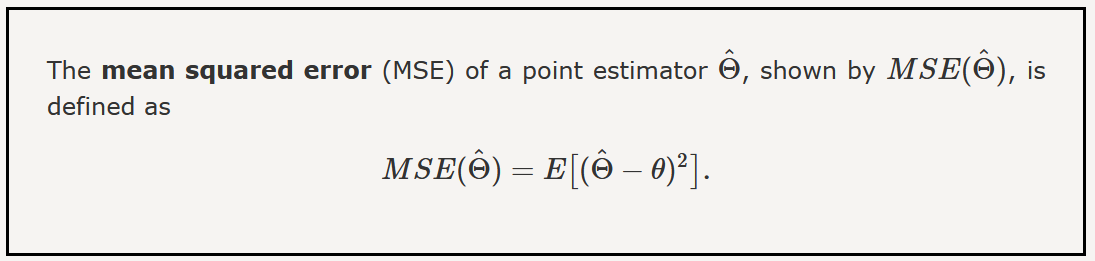 The mean squared error (MSE) of a point estimator Θ̂, shown by MSE(Θ̂), is
defined as
MSE(Θ̂) = E[(Θ̂ − θ)²].